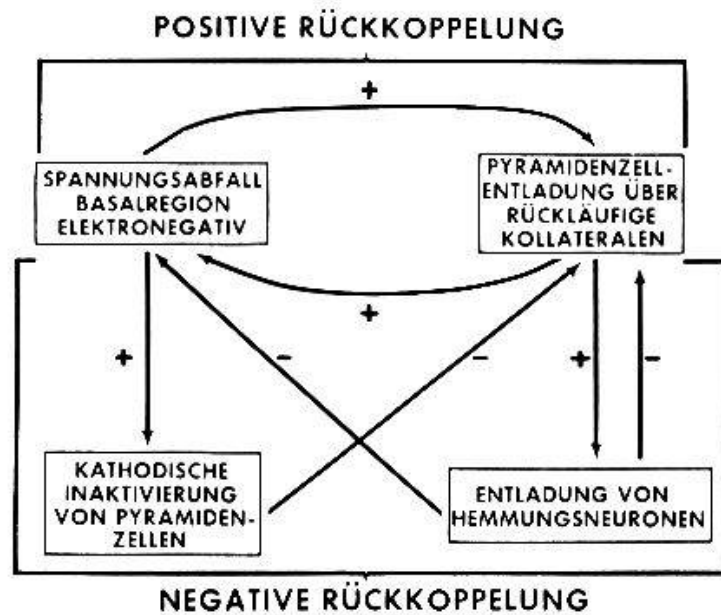 POSITIVE RÜCKKOPPELUNG
+
SPANNUNGSABFALL
BASALREGION
ELEKTRONEGATIV
PYRAMIDENZELL-
ENTLADUNG ÜBER
RÜCKLÄUFIGE
KOLLATERALEN
+
+
-
-
+
-
KATHODISCHE
INAKTIVIERUNG
VON PYRAMIDEN-
ZELLEN
ENTLADUNG VON
HEMMUNGSNEURONEN
NEGATIVE RÜCKKOPPELUNG